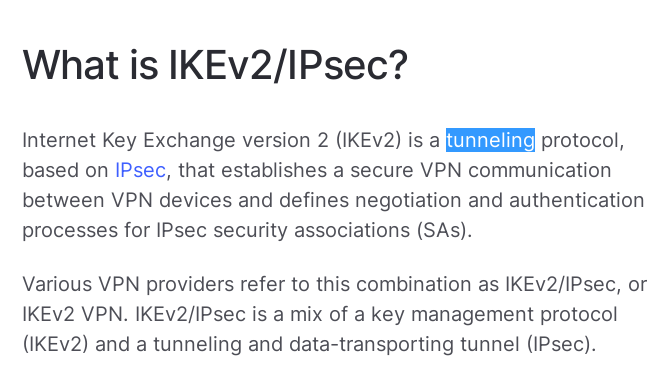 What is IKEv2/IPsec?
Internet Key Exchange version 2 (IKEv2) is a tunneling protocol,
based on IPsec, that establishes a secure VPN communication
between VPN devices and defines negotiation and authentication
processes for IPsec security associations (SAs).
Various VPN providers refer to this combination as IKEv2/IPsec, or
IKEv2 VPN. IKEv2/IPsec is a mix of a key management protocol
(IKEv2) and a tunneling and data-transporting tunnel (IPsec).